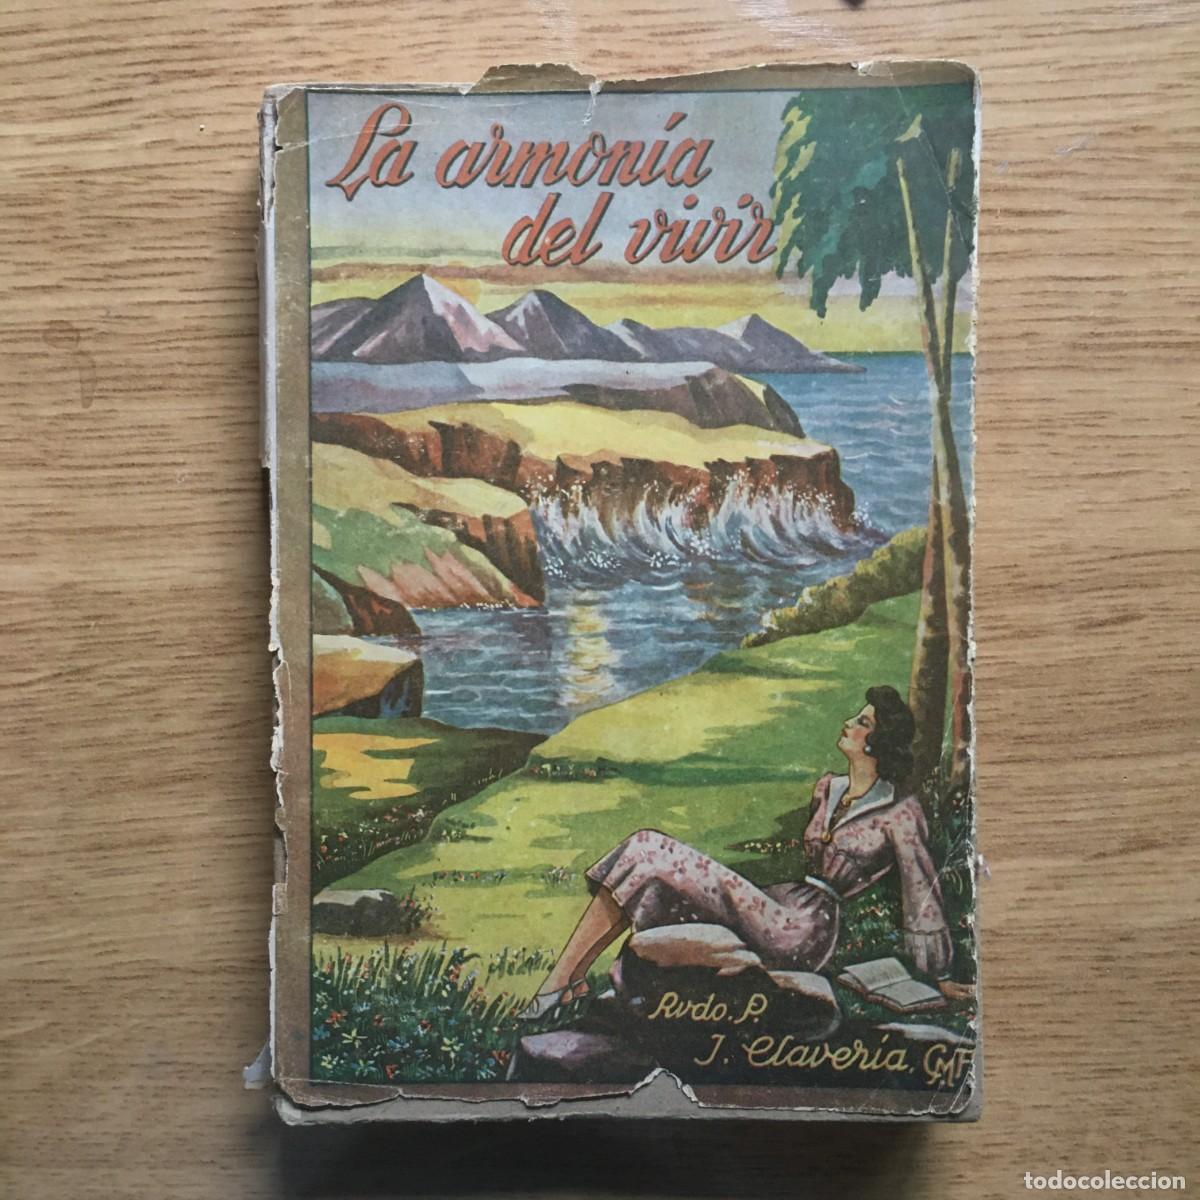 La armonía
del vivir
Rvdo. P.
J. Clavería. CMF
todocoleccion